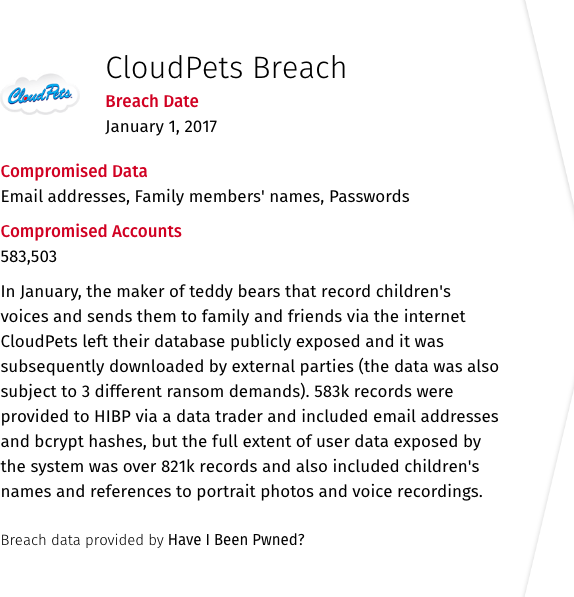 CloudPets Breach
CloudPets
Breach Date
January 1, 2017
Compromised Data
Email addresses, Family members' names, Passwords
Compromised Accounts
583,503
In January, the maker of teddy bears that record children's
voices and sends them to family and friends via the internet
CloudPets left their database publicly exposed and it was
subsequently downloaded by external parties (the data was also
subject to 3 different ransom demands). 583k records were
provided to HIBP via a data trader and included email addresses
and bcrypt hashes, but the full extent of user data exposed by
the system was over 821k records and also included children's
names and references to portrait photos and voice recordings.
Breach data provided by Have I Been Pwned?